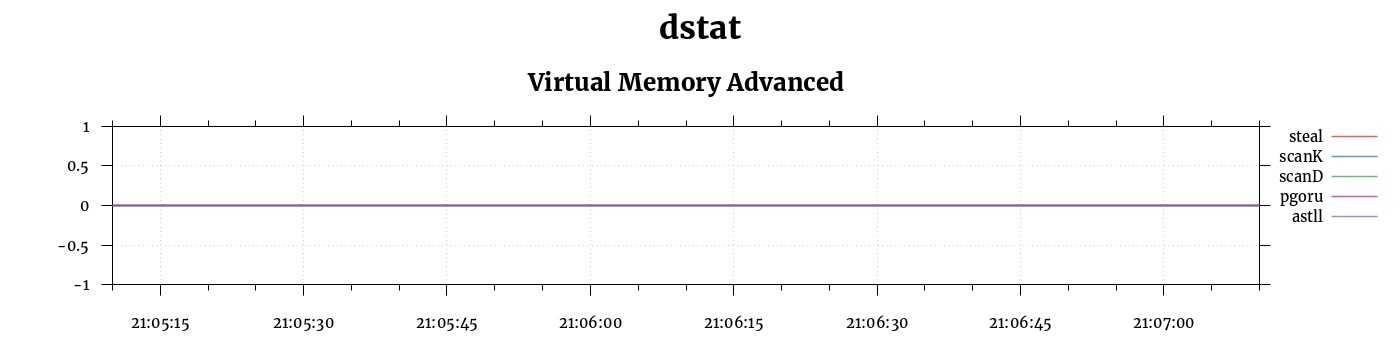 dstat
Virtual Memory Advanced
1
0.5
0
-0.5
-1
21:05:15 21:05:30 21:05:45 21:06:00 21:06:15 21:06:30 21:06:45 21:07:00
steal
scanK
scanD
pgoru
astll